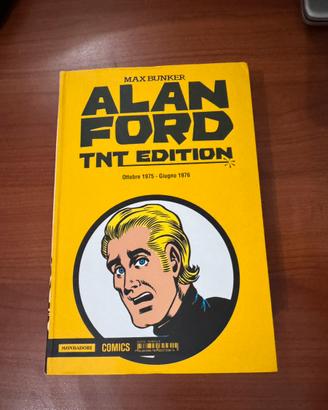 MAX BUNKER
ALAN
FORD
TNT EDITION
Ottobre 1975 - Giugno 1976
MONDADORI COMICS